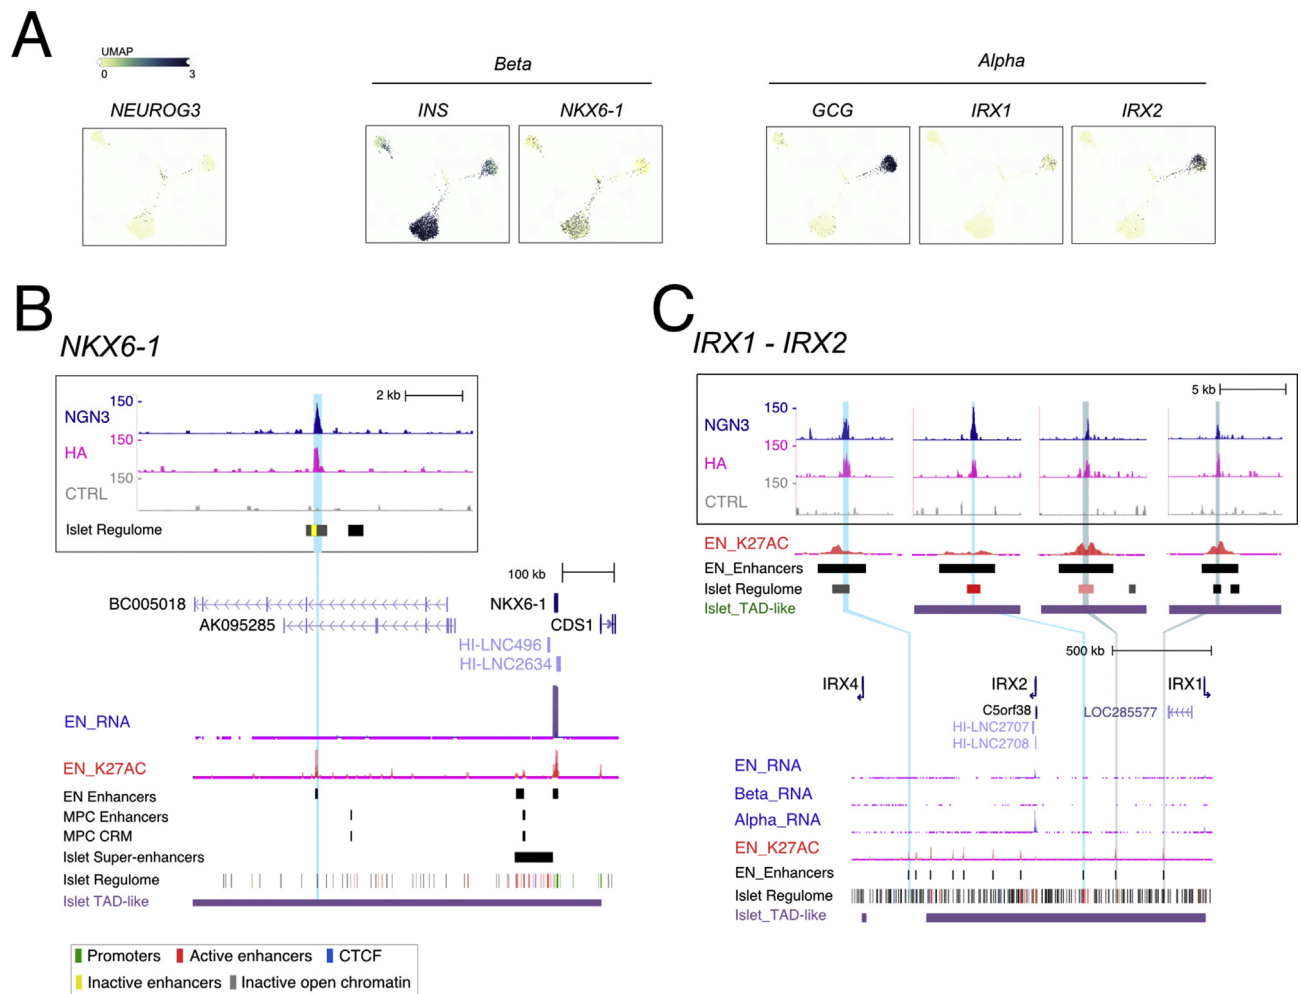 A
UMAP
0 3
Beta
Alpha
NEUROG3
INS
NKX6-1
GCG
IRX1
IRX2
B
NKX6-1
2 kb
150
NGN3
150
HA
150
CTRL
Islet Regulome
100 kb
BC005018
NKX6-1
AK095285
CDS1
HI-LNC496
HI-LNC2634
EN_RNA
EN_K27AC
EN Enhancers
MPC Enhancers
MPC CRM
Islet Super-enhancers
Islet Regulome
Islet TAD-like
Promoters
Active enhancers
CTCF
Inactive enhancers
Inactive open chromatin
C
IRX1 - IRX2
5 kb
150
NGN3
150
HA
150
CTRL
EN_K27AC
EN_Enhancers
Islet Regulome
Islet_TAD-like
500 kb
IRX4
IRX2
IRX1
C5orf38
LOC285577
HI-LNC2707
HI-LNC2708
EN_RNA
Beta_RNA
Alpha_RNA
EN_K27AC
EN_Enhancers
Islet Regulome
Islet_TAD-like